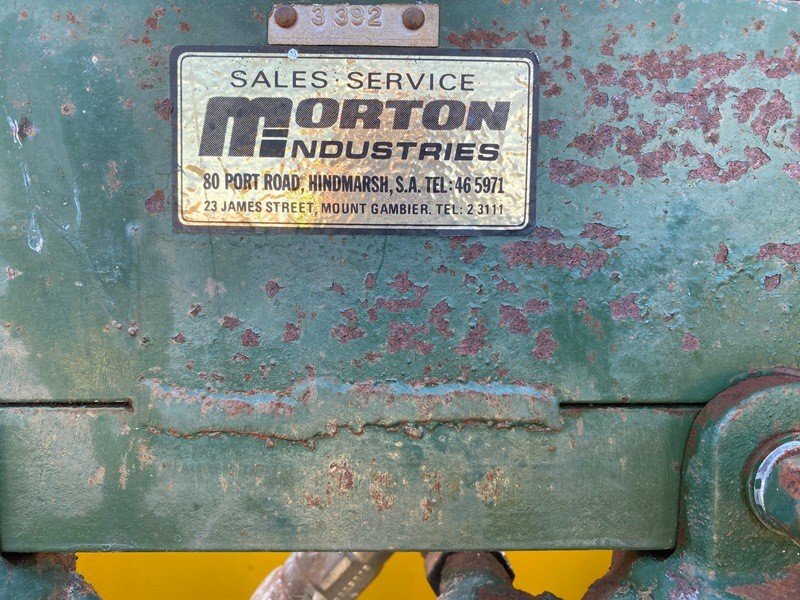 3 392
SALES · SERVICE
MORTON
INDUSTRIES
80 PORT ROAD, HINDMARSH, S.A. TEL: 46 5971
23 JAMES STREET, MOUNT GAMBIER. TEL: 2 3111